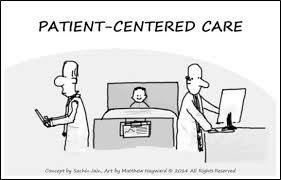 PATIENT-CENTERED CARE
Concept by Sachin Jain, Art by Matthew Hayward © 2014 All Rights Reserved